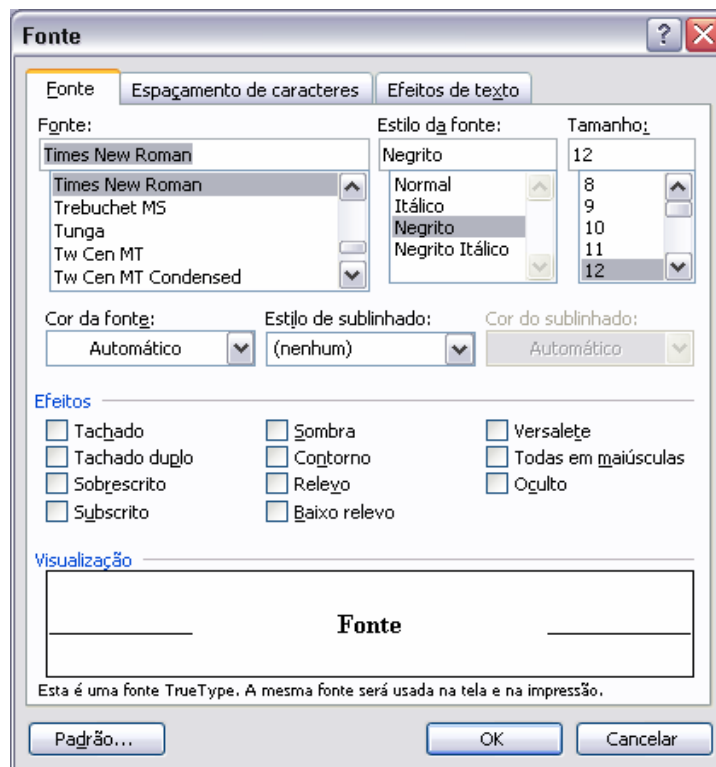 Fonte
?
Fonte Espaçamento de caracteres Efeitos de texto
Fonte: Estilo da fonte: Tamanho:
Times New Roman Negrito 12
Times New Roman Normal 8
Trebuchet MS Itálico 9
Tunga Negrito 10
Tw Cen MT Negrito Itálico 11
Tw Cen MT Condensed 12
Cor da fonte: Estilo de sublinhado: Cor do sublinhado:
Automático (nenhum) Automático
Efeitos
Tachado Sombra Versalete
Tachado duplo Contorno Todas em maiúsculas
Sobrescrito Relevo Oculto
Subscrito Baixo relevo
Visualização
Fonte
Esta é uma fonte TrueType. A mesma fonte será usada na tela e na impressão.
Padrão... OK Cancelar